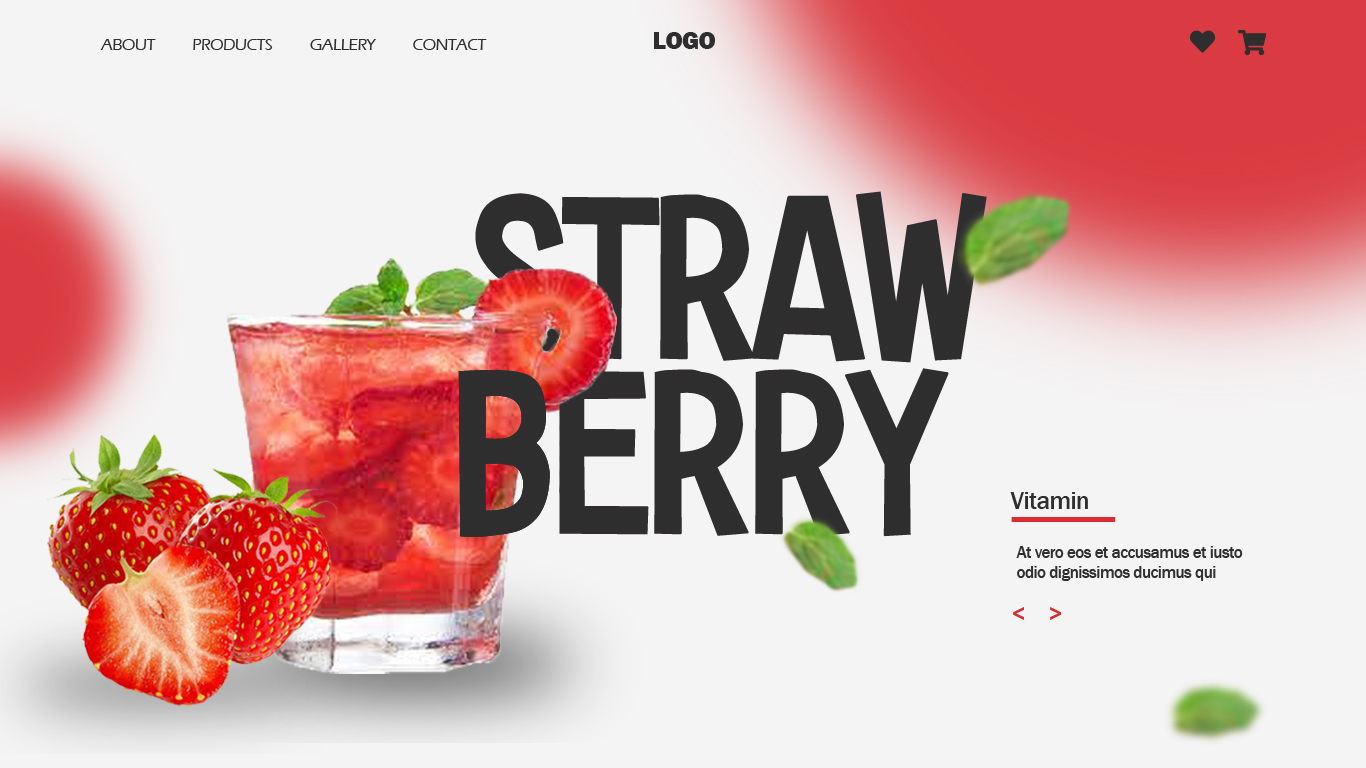 ABOUT PRODUCTS GALLERY CONTACT LOGO
STRAW
BERRY
Vitamin
At vero eos et accusamus et iusto
odio dignissimos ducimus qui
< >